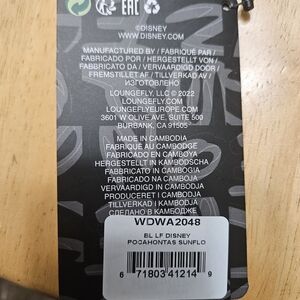 EAC
©DISNEY
WWW.DISNEY.COM
MANUFACTURED BY / FABRIQUÉ PAR /
FABRICADO POR / HERGESTELLT VON /
FABBRICATO DA / VERVAARDIGD DOOR /
FREMSTILLET AF / TILLVERKAD AV /
ИЗГОТОВЛЕНО
LOUNGEFLY, LLC © 2022
LOUNGEFLY.COM
LOUNGEFLYEUROPE.COM
3601 W OLIVE AVE, SUITE 500
BURBANK, CA 91505
MADE IN CAMBODIA
FABRIQUÉ AU CAMBODGE
FABRICADO EN CAMBOYA
HERGESTELLT IN KAMBODSCHA
FABBRICATO IN CAMBOGIA
FABRICADO NA CAMBOJA
VERVAARDIGD IN CAMBODJA
PRODUCERET I CAMBODJA
TILLVERKAD I KAMBODJA
СДЕЛАНО В КАМБОДЖЕ
WDWA2048
BL LF DISNEY
POCAHONTAS SUNFLO
6 71803 41214 9